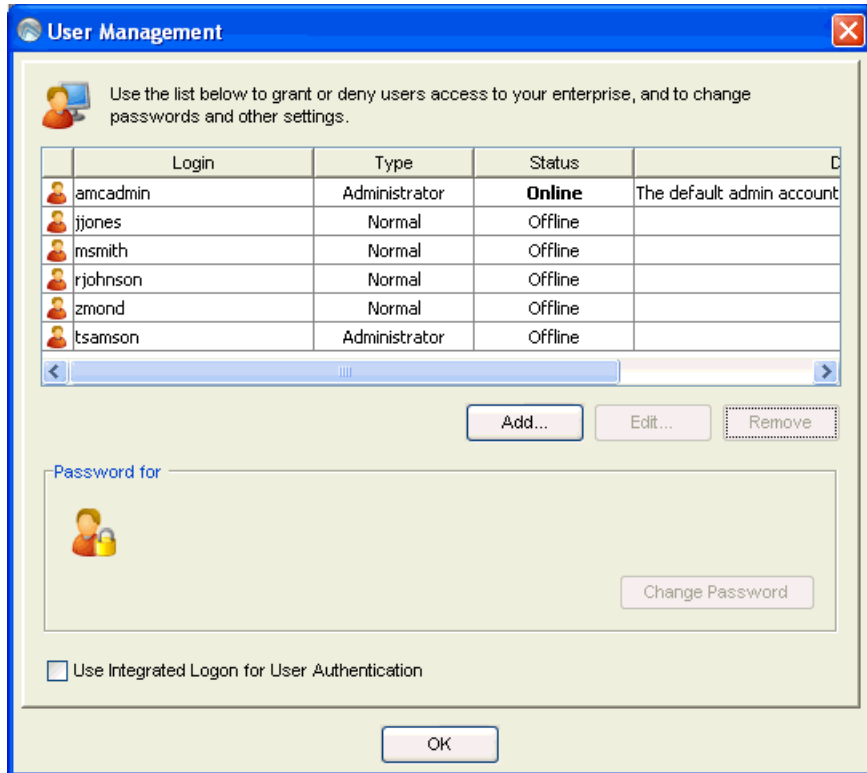 User Management
Use the list below to grant or deny users access to your enterprise, and to change
passwords and other settings.
Login Type Status D
amcadmin Administrator Online The default admin account
jjones Normal Offline
msmith Normal Offline
rjohnson Normal Offline
zmond Normal Offline
tsamson Administrator Offline
Add... Edit... Remove
Password for
Change Password
Use Integrated Logon for User Authentication
OK